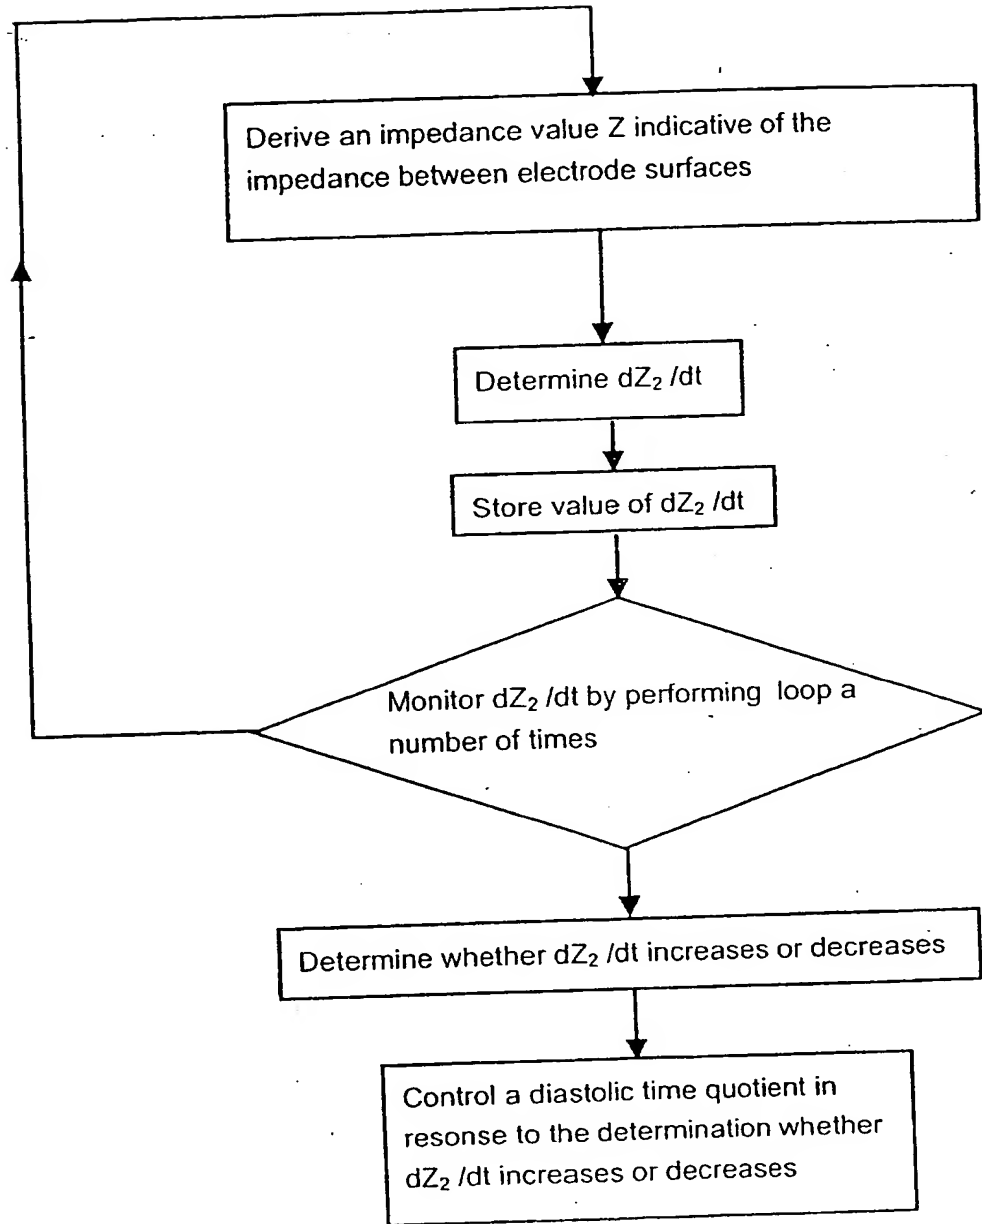 Derive an impedance value Z indicative of the
impedance between electrode surfaces
Determine dZ₂ /dt
Store value of dZ₂ /dt
Monitor dZ₂ /dt by performing loop a
number of times
Determine whether dZ₂ /dt increases or decreases
Control a diastolic time quotient in
resonse to the determination whether
dZ₂ /dt increases or decreases